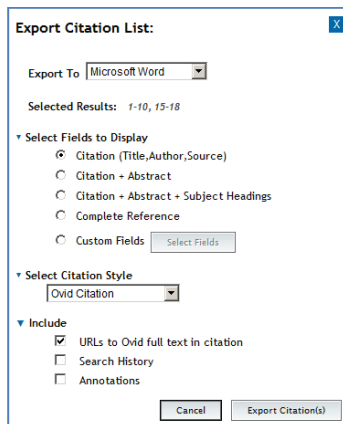 Export Citation List:
X
Export To Microsoft Word
Selected Results: 1-10, 15-18
Select Fields to Display
Citation (Title,Author,Source)
Citation + Abstract
Citation + Abstract + Subject Headings
Complete Reference
Custom Fields Select Fields
Select Citation Style
Ovid Citation
Include
URLs to Ovid full text in citation
Search History
Annotations
Cancel Export Citation(s)